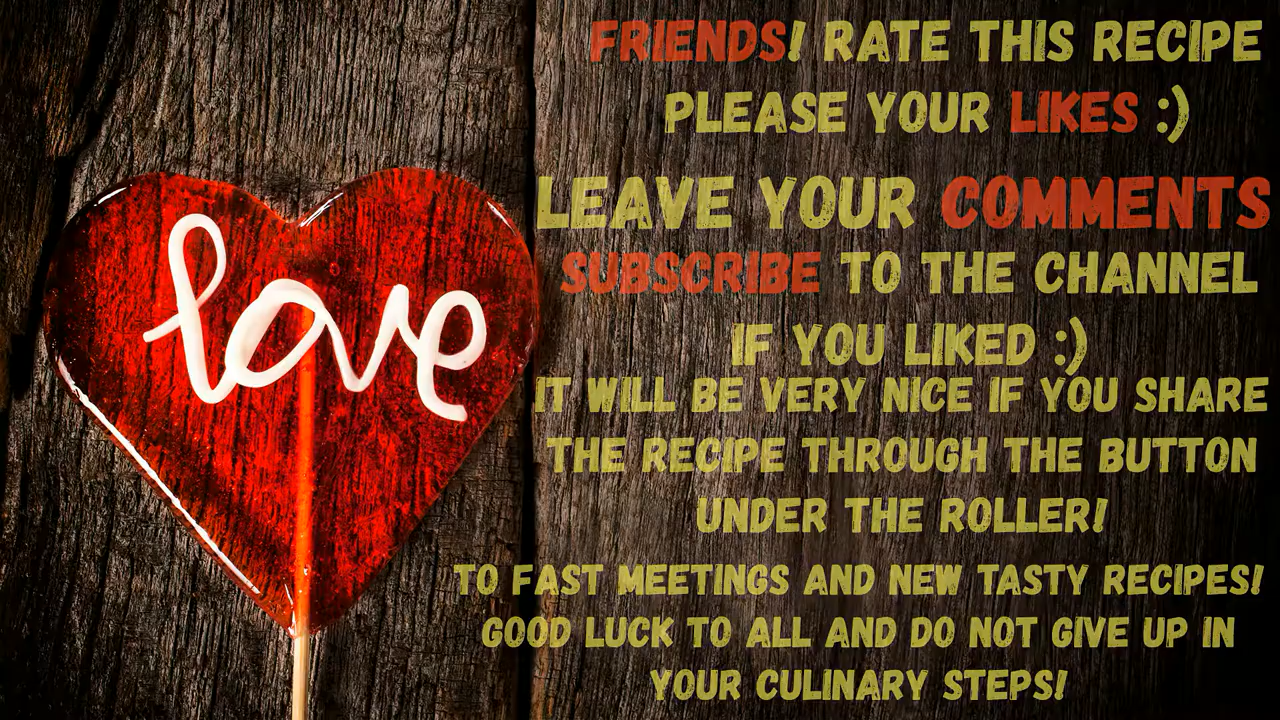 love
FRIENDS! RATE THIS RECIPE
PLEASE YOUR LIKES :)
LEAVE YOUR COMMENTS
SUBSCRIBE TO THE CHANNEL
IF YOU LIKED :)
IT WILL BE VERY NICE IF YOU SHARE
THE RECIPE THROUGH THE BUTTON
UNDER THE ROLLER!
TO FAST MEETINGS AND NEW TASTY RECIPES!
GOOD LUCK TO ALL AND DO NOT GIVE UP IN
YOUR CULINARY STEPS!